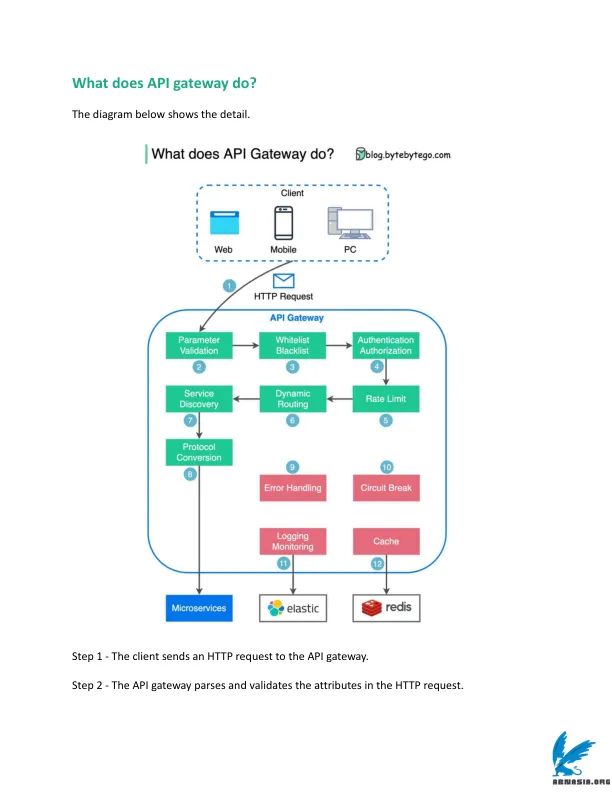 What does API gateway do?
The diagram below shows the detail.
What does API Gateway do?
blog.bytebytego.com
Client
Web
Mobile
PC
1
HTTP Request
API Gateway
Parameter
Validation
2
Whitelist
Blacklist
3
Authentication
Authorization
4
Service
Discovery
7
Dynamic
Routing
6
Rate Limit
5
Protocol
Conversion
8
9
Error Handling
10
Circuit Break
Logging
Monitoring
11
Cache
12
Microservices
elastic
redis
Step 1 - The client sends an HTTP request to the API gateway.
Step 2 - The API gateway parses and validates the attributes in the HTTP request.
ABNASIA.ORG